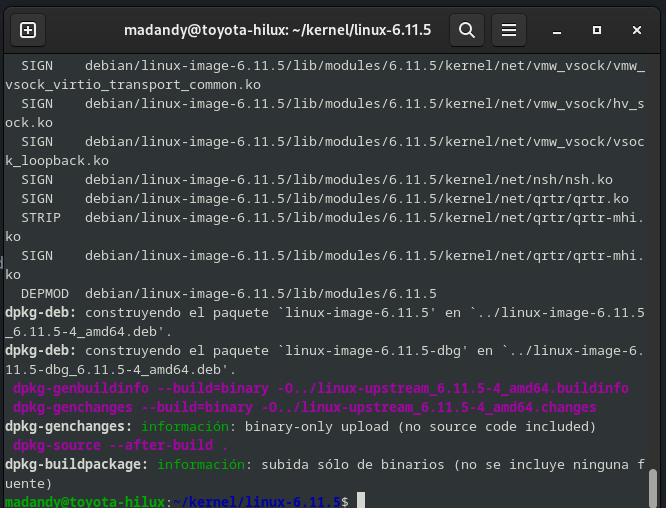 madandy@toyota-hilux: ~/kernel/linux-6.11.5
SIGN    debian/linux-image-6.11.5/lib/modules/6.11.5/kernel/net/vmw_vsock/vmw_
vsock_virtio_transport_common.ko
SIGN    debian/linux-image-6.11.5/lib/modules/6.11.5/kernel/net/vmw_vsock/hv_s
ock.ko
SIGN    debian/linux-image-6.11.5/lib/modules/6.11.5/kernel/net/vmw_vsock/vsoc
k_loopback.ko
SIGN    debian/linux-image-6.11.5/lib/modules/6.11.5/kernel/net/nsh/nsh.ko
SIGN    debian/linux-image-6.11.5/lib/modules/6.11.5/kernel/net/qrtr/qrtr.ko
STRIP   debian/linux-image-6.11.5/lib/modules/6.11.5/kernel/net/qrtr/qrtr-mhi.
ko
SIGN    debian/linux-image-6.11.5/lib/modules/6.11.5/kernel/net/qrtr/qrtr-mhi.
ko
DEPMOD  debian/linux-image-6.11.5/lib/modules/6.11.5
dpkg-deb: construyendo el paquete `linux-image-6.11.5' en `../linux-image-6.11.5
_6.11.5-4_amd64.deb'.
dpkg-deb: construyendo el paquete `linux-image-6.11.5-dbg' en `../linux-image-6.
11.5-dbg_6.11.5-4_amd64.deb'.
dpkg-genbuildinfo --build=binary -O../linux-upstream_6.11.5-4_amd64.buildinfo
dpkg-genchanges --build=binary -O../linux-upstream_6.11.5-4_amd64.changes
dpkg-genchanges: información: binary-only upload (no source code included)
dpkg-source --after-build .
dpkg-buildpackage: información: subida sólo de binarios (no se incluye ninguna f
uente)
madandy@toyota-hilux:~/kernel/linux-6.11.5$